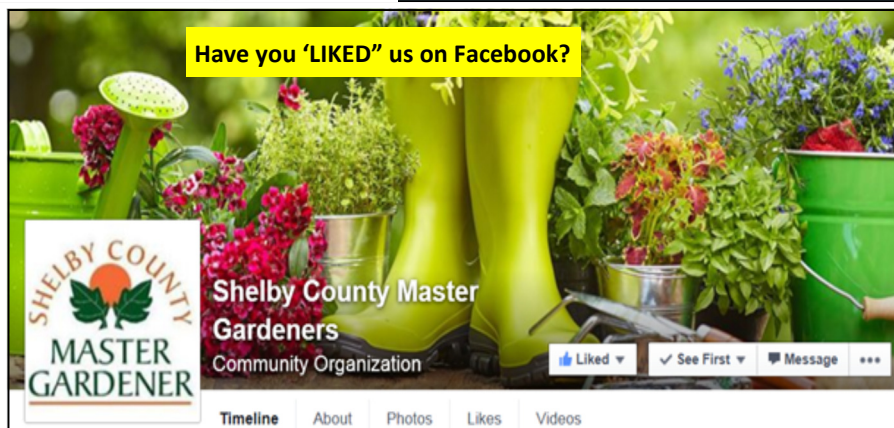 Have you ‘LIKED” us on Facebook?
SHELBY COUNTY
MASTER
GARDENER
Shelby County Master
Gardeners
Community Organization
Liked
See First
Message
Timeline About Photos Likes Videos